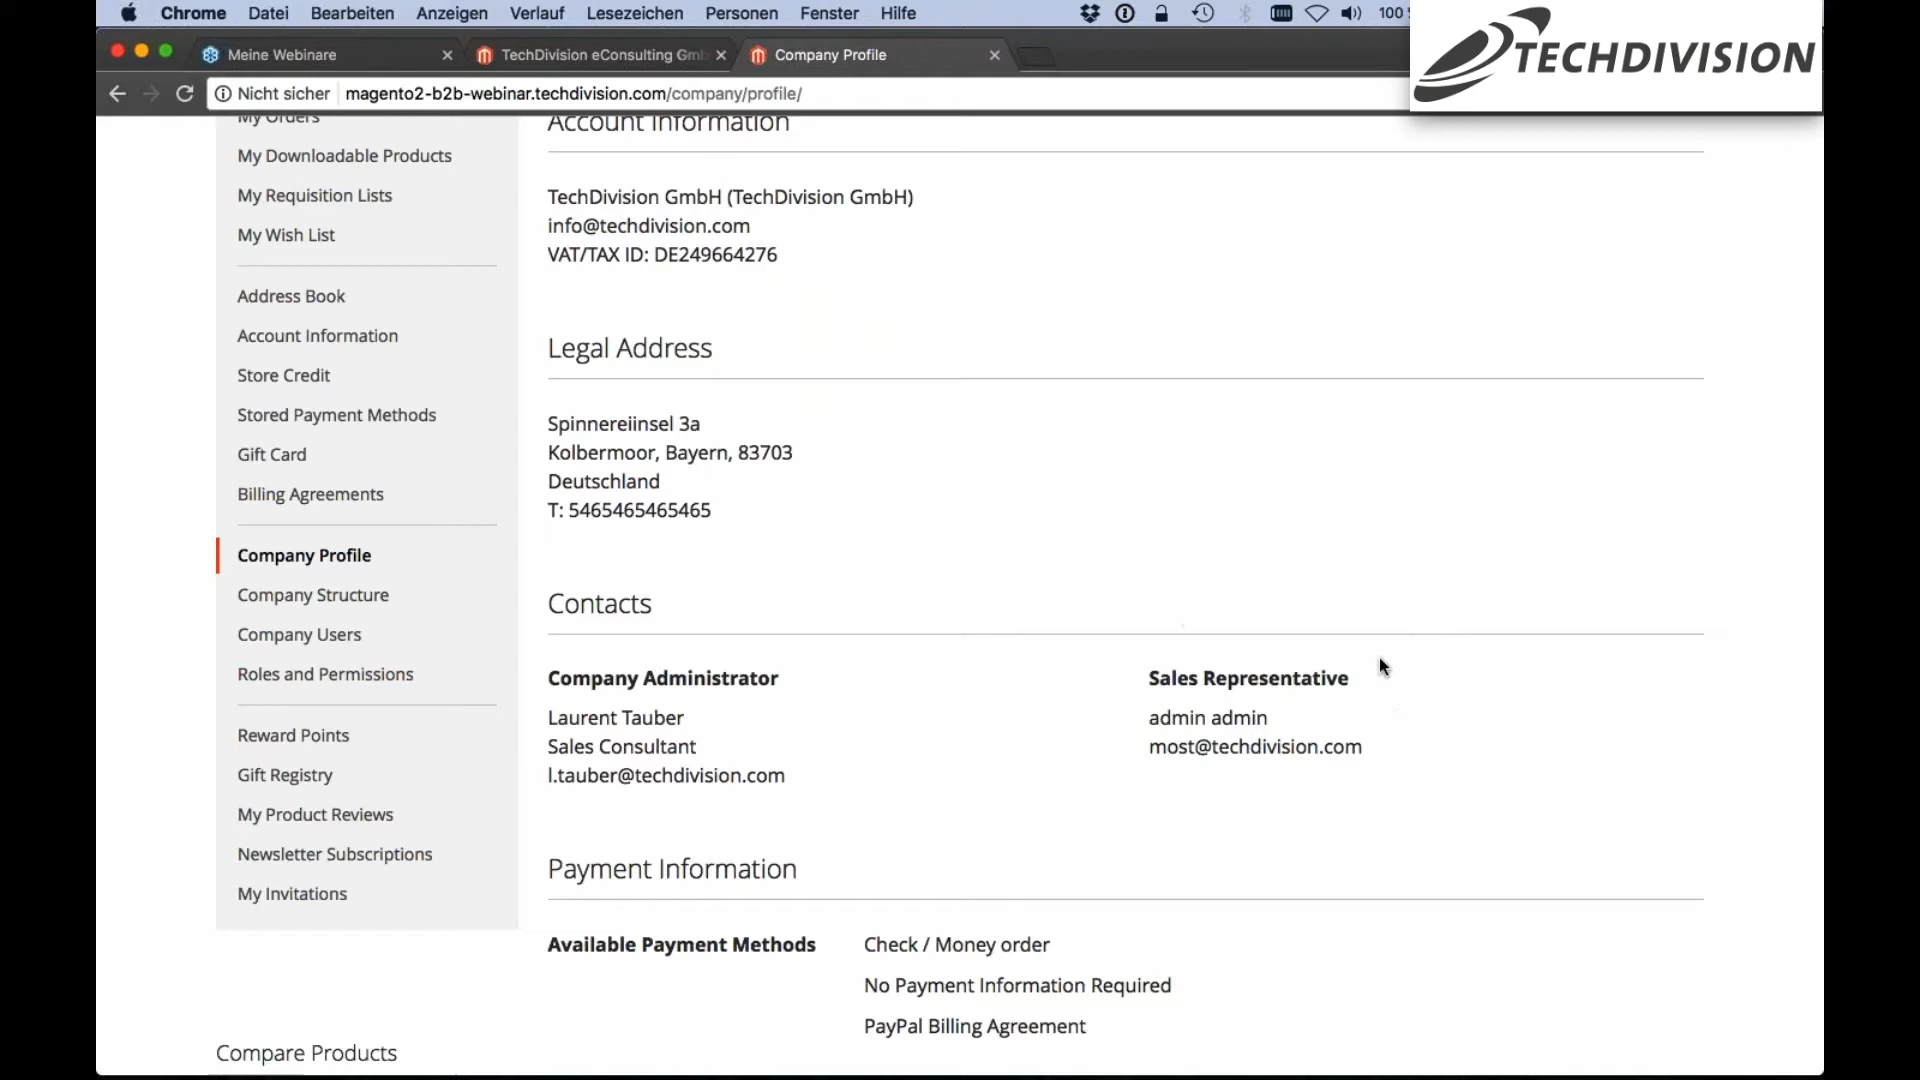 Chrome Datei Bearbeiten Anzeigen Verlauf Lesezeichen Personen Fenster Hilfe 100
TECHDIVISION
Meine Webinare
TechDivision eConsulting Gm
Company Profile
Nicht sicher magento2-b2b-webinar.techdivision.com/company/profile/
My Orders
My Downloadable Products
My Requisition Lists
My Wish List
Address Book
Account Information
Store Credit
Stored Payment Methods
Gift Card
Billing Agreements
Company Profile
Company Structure
Company Users
Roles and Permissions
Reward Points
Gift Registry
My Product Reviews
Newsletter Subscriptions
My Invitations
Compare Products
Account Information
TechDivision GmbH (TechDivision GmbH)
info@techdivision.com
VAT/TAX ID: DE249664276
Legal Address
Spinnereiinsel 3a
Kolbermoor, Bayern, 83703
Deutschland
T: 5465465465465
Contacts
Company Administrator
Laurent Tauber
Sales Consultant
l.tauber@techdivision.com
Sales Representative
admin admin
most@techdivision.com
Payment Information
Available Payment Methods
Check / Money order
No Payment Information Required
PayPal Billing Agreement